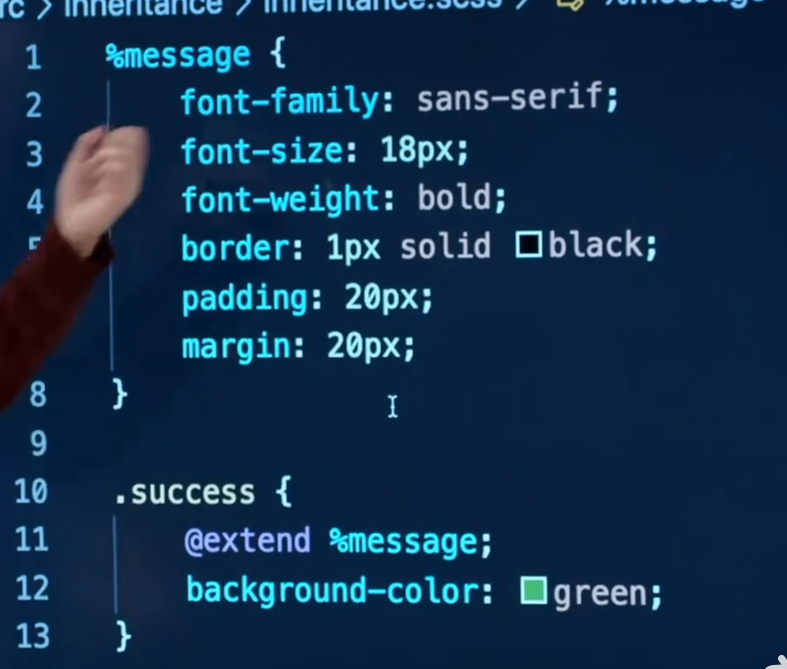 rc > inheritance > inheritance.scss > %message
1 %message {
2 font-family: sans-serif;
3 font-size: 18px;
4 font-weight: bold;
5 border: 1px solid black;
padding: 20px;
margin: 20px;
8 }
9
10 .success {
11 @extend %message;
12 background-color: green;
13 }